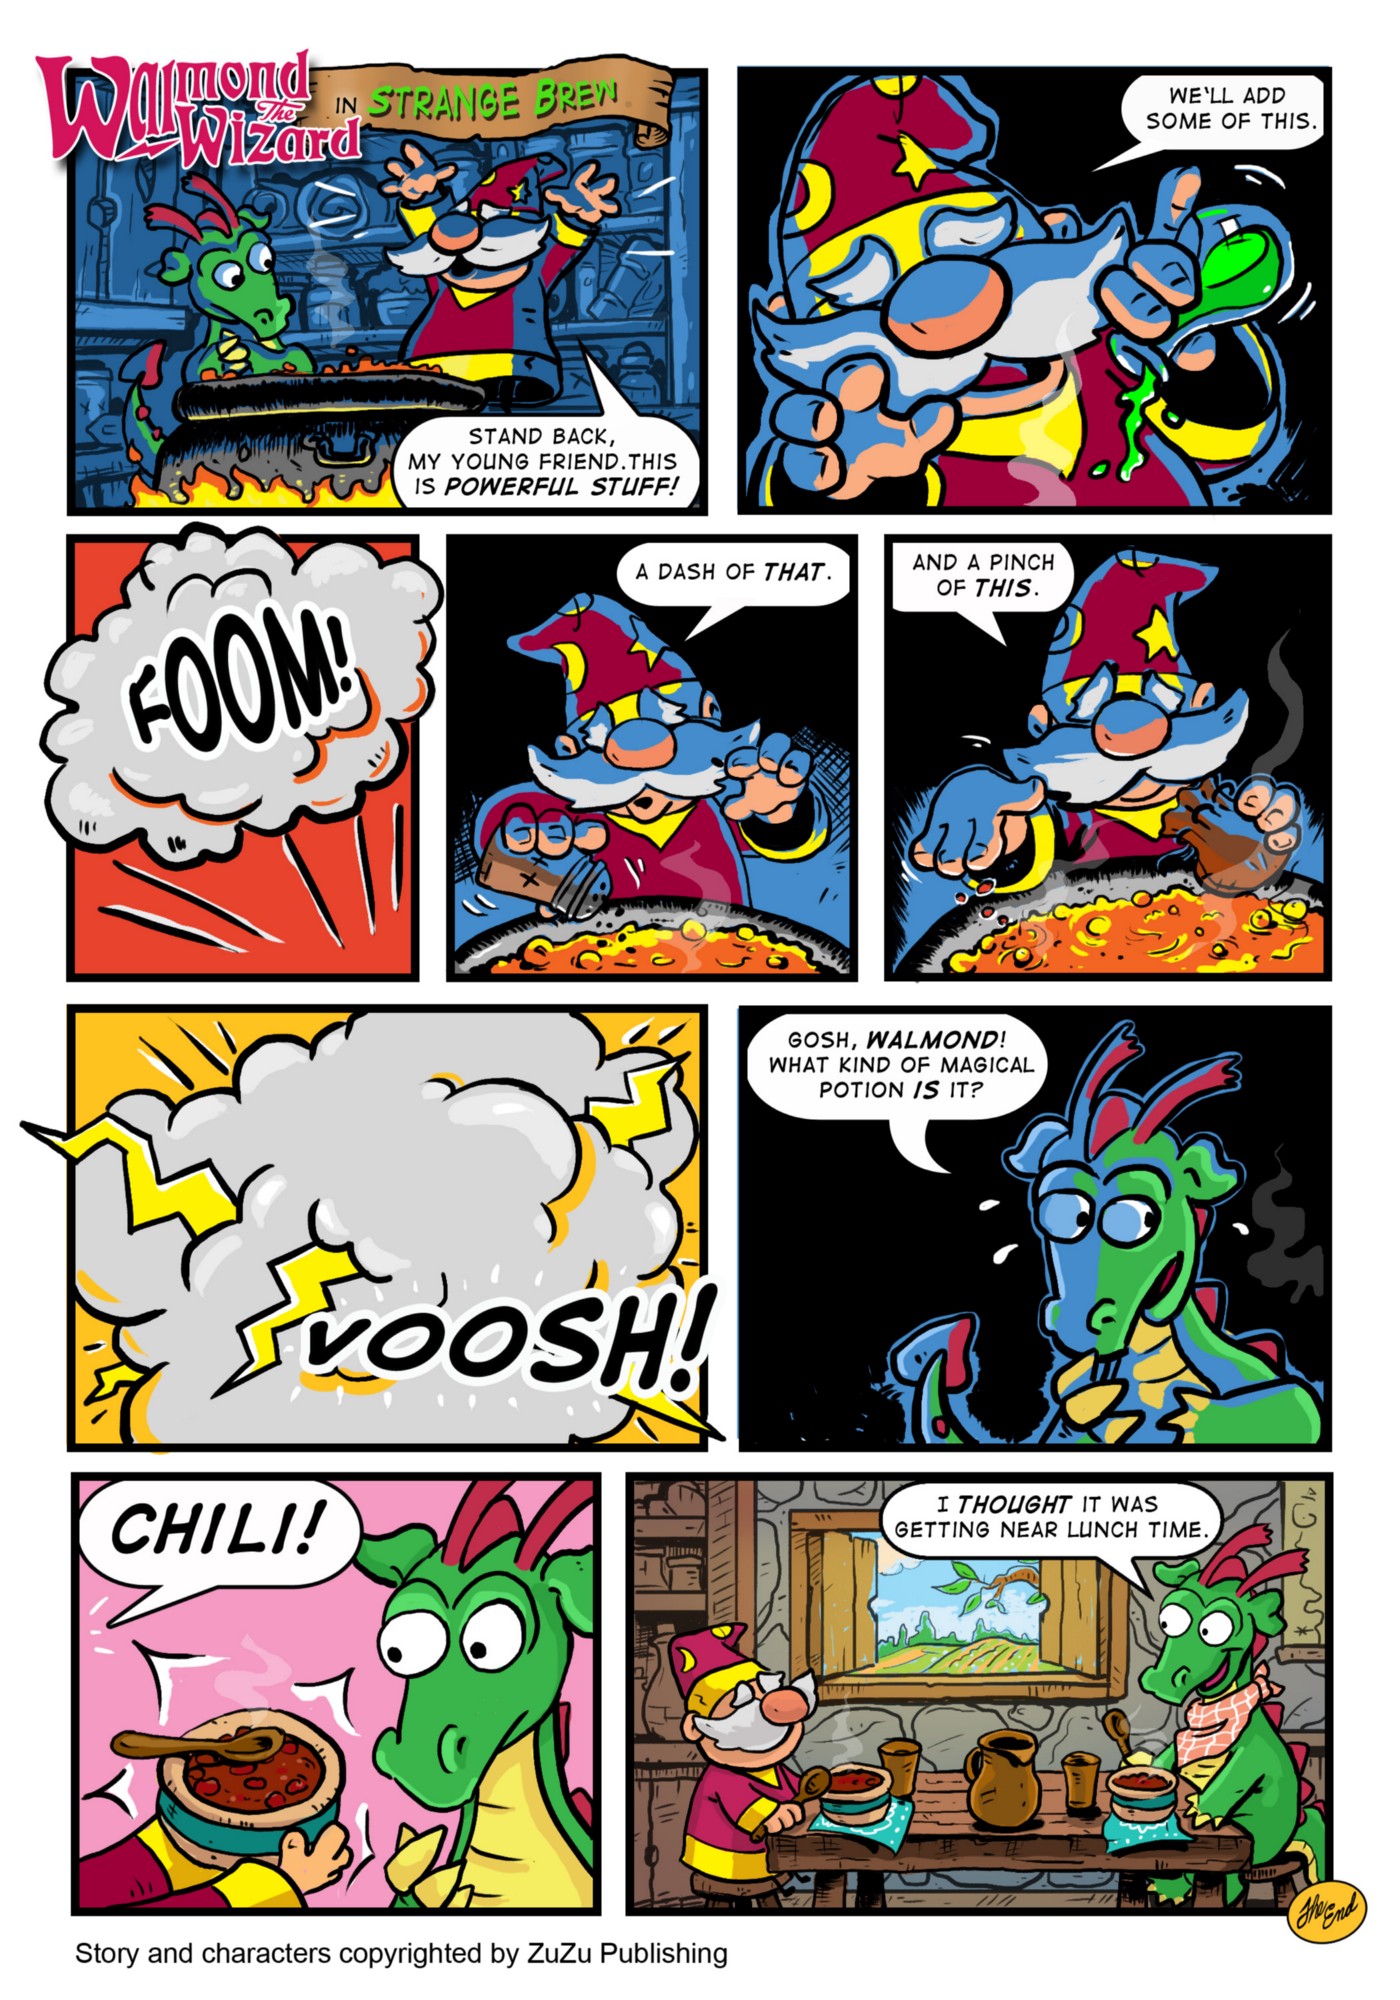 Walmond
The
Wizard
IN STRANGE BREW
STAND BACK,
MY YOUNG FRIEND.THIS
IS POWERFUL STUFF!
WE'LL ADD
SOME OF THIS.
FOOM!
A DASH OF THAT.
AND A PINCH
OF THIS.
VOOSH!
GOSH, WALMOND!
WHAT KIND OF MAGICAL
POTION IS IT?
CHILI!
I THOUGHT IT WAS
GETTING NEAR LUNCH TIME.
The End
Story and characters copyrighted by ZuZu Publishing